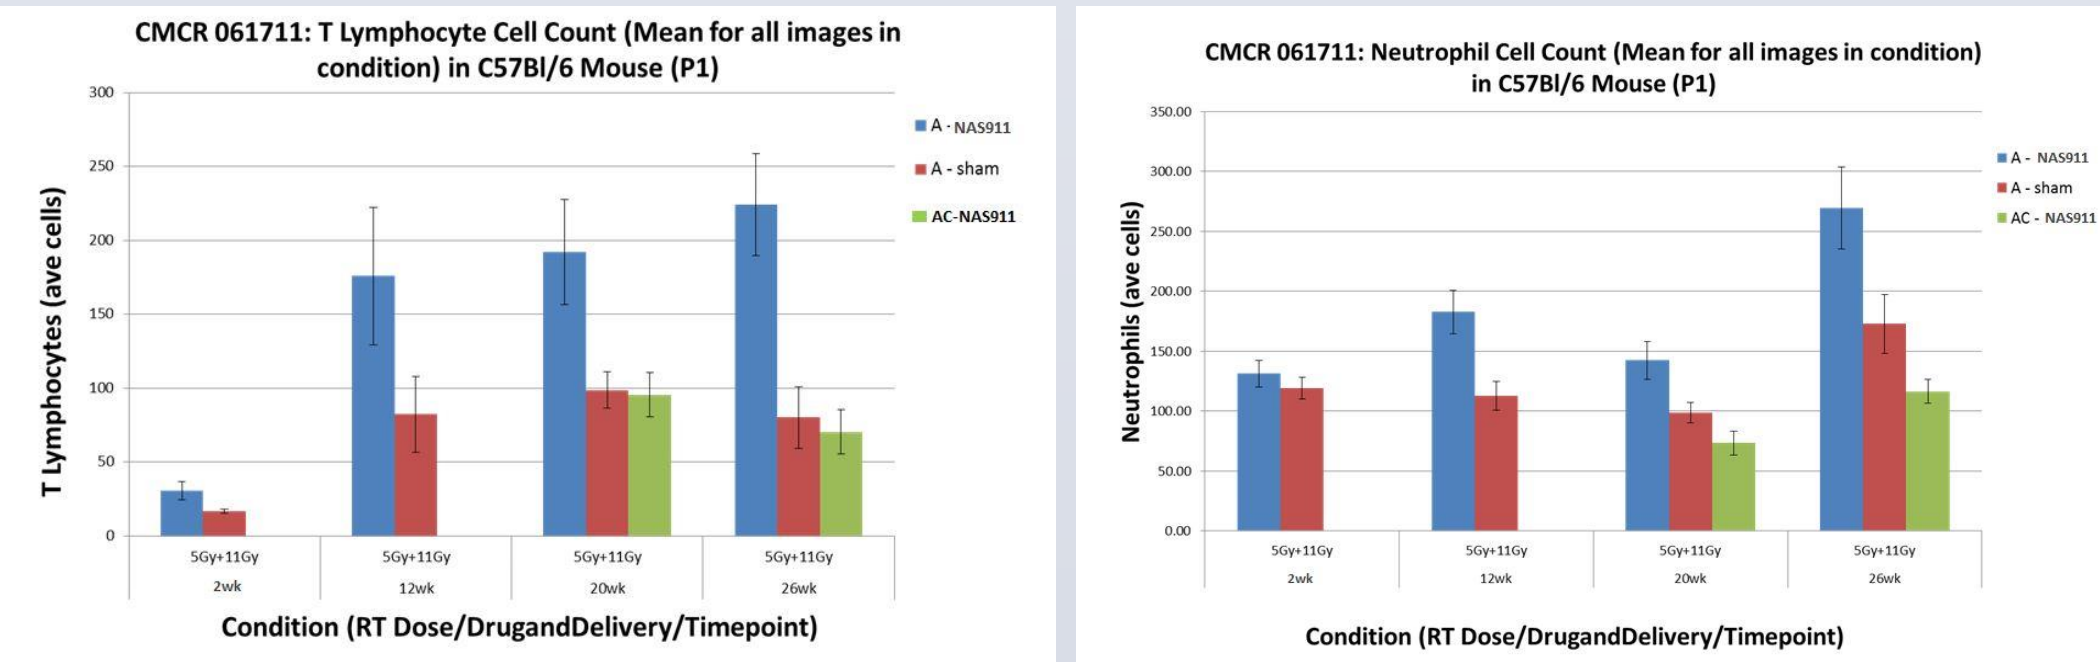 CMCR 061711: T Lymphocyte Cell Count (Mean for all images in
condition) in C57Bl/6 Mouse (P1)
300
250
200
150
100
50
0
T Lymphocytes (ave cells)
A - NAS911
A - sham
AC-NAS911
5Gy+11Gy 5Gy+11Gy 5Gy+11Gy 5Gy+11Gy
2wk 12wk 20wk 26wk
Condition (RT Dose/DrugandDelivery/Timepoint)
CMCR 061711: Neutrophil Cell Count (Mean for all images in condition)
in C57Bl/6 Mouse (P1)
350.00
300.00
250.00
200.00
150.00
100.00
50.00
0.00
Neutrophils (ave cells)
A - NAS911
A - sham
AC - NAS911
5Gy+11Gy 5Gy+11Gy 5Gy+11Gy 5Gy+11Gy
2wk 12wk 20wk 26wk
Condition (RT Dose/DrugandDelivery/Timepoint)